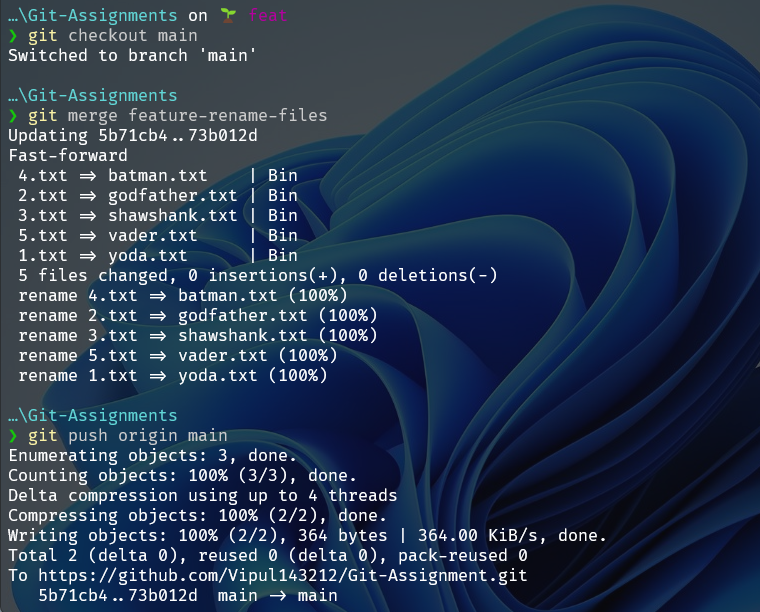 …\Git-Assignments on 🌱 feat
❯ git checkout main
Switched to branch 'main'
…\Git-Assignments
❯ git merge feature-rename-files
Updating 5b71cb4..73b012d
Fast-forward
4.txt => batman.txt    | Bin
2.txt => godfather.txt | Bin
3.txt => shawshank.txt | Bin
5.txt => vader.txt     | Bin
1.txt => yoda.txt      | Bin
5 files changed, 0 insertions(+), 0 deletions(-)
rename 4.txt => batman.txt (100%)
rename 2.txt => godfather.txt (100%)
rename 3.txt => shawshank.txt (100%)
rename 5.txt => vader.txt (100%)
rename 1.txt => yoda.txt (100%)
…\Git-Assignments
❯ git push origin main
Enumerating objects: 3, done.
Counting objects: 100% (3/3), done.
Delta compression using up to 4 threads
Compressing objects: 100% (2/2), done.
Writing objects: 100% (2/2), 364 bytes | 364.00 KiB/s, done.
Total 2 (delta 0), reused 0 (delta 0), pack-reused 0
To https://github.com/Vipul143212/Git-Assignment.git
5b71cb4..73b012d  main -> main